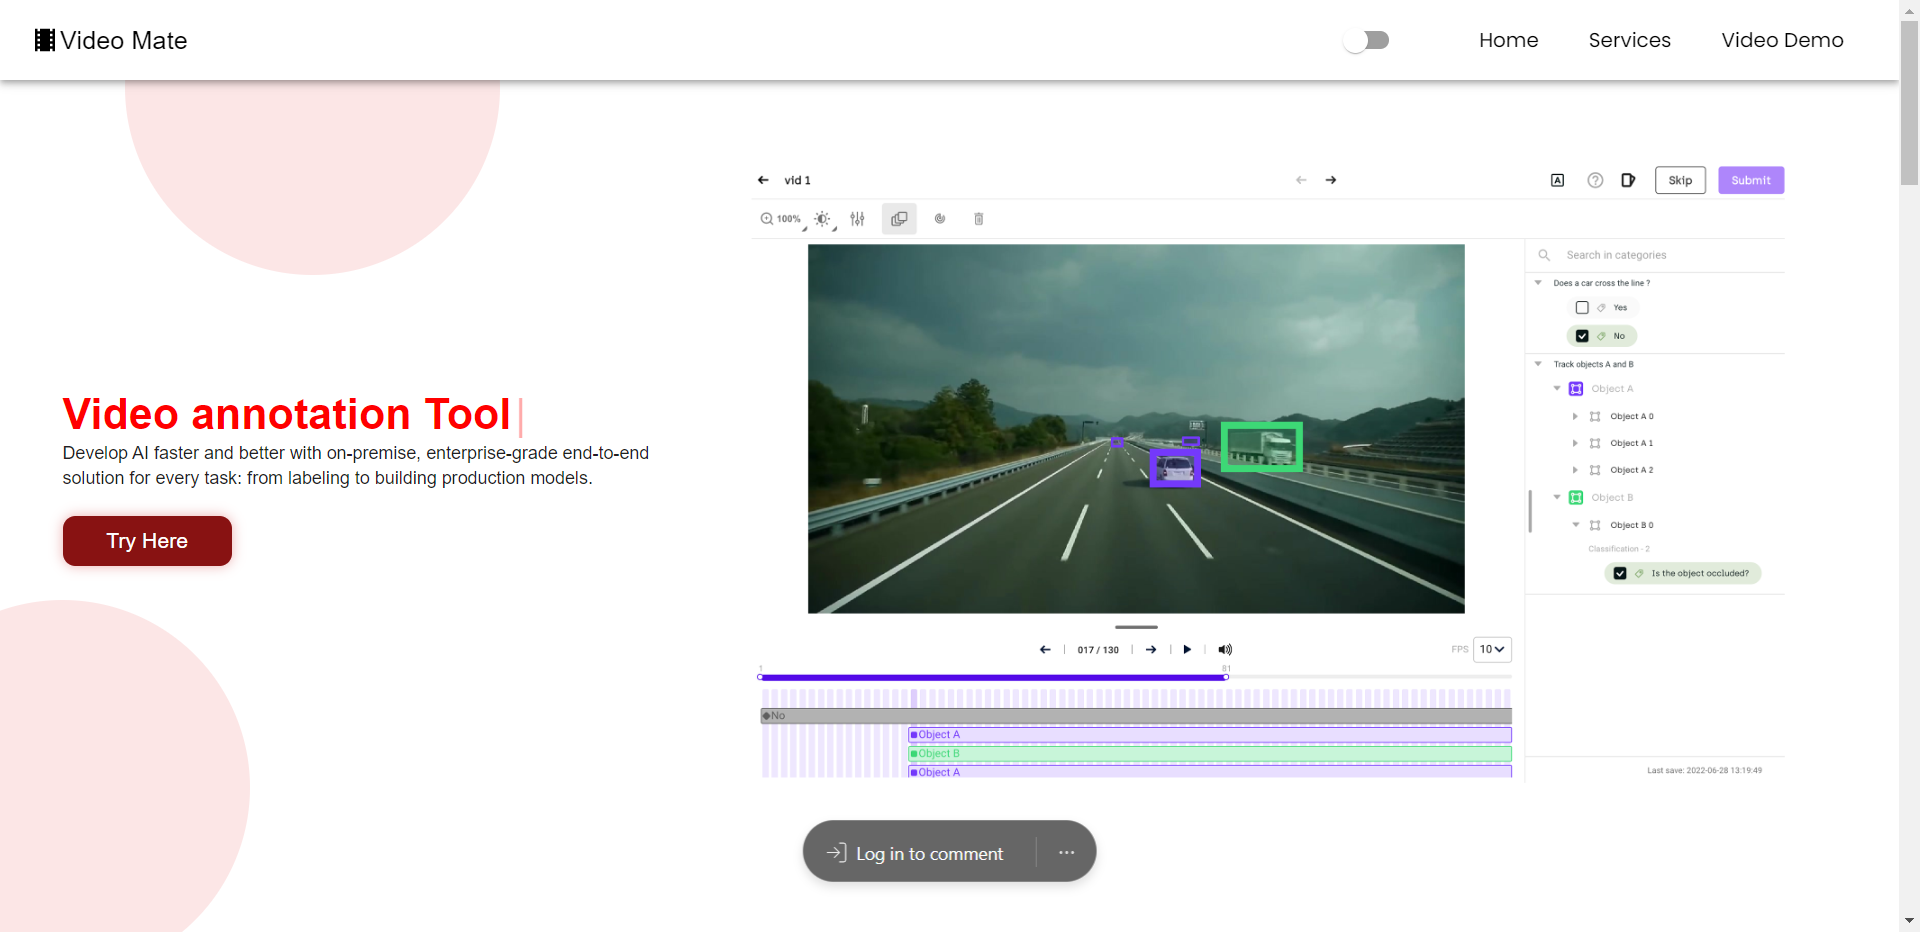 Video Mate
Home
Services
Video Demo
Video annotation Tool
Develop AI faster and better with on-premise, enterprise-grade end-to-end
solution for every task: from labeling to building production models.
Try Here
vid 1
A
?
Skip
Submit
100%
Search in categories
Does a car cross the line ?
Yes
No
Track objects A and B
Object A
Object A 0
Object A 1
Object A 2
Object B
Object B 0
Classification - 2
Is the object occluded?
017 / 130
FPS
10
1
81
No
Object A
Object B
Object A
Last save: 2022-06-28 13:19:49
Log in to comment